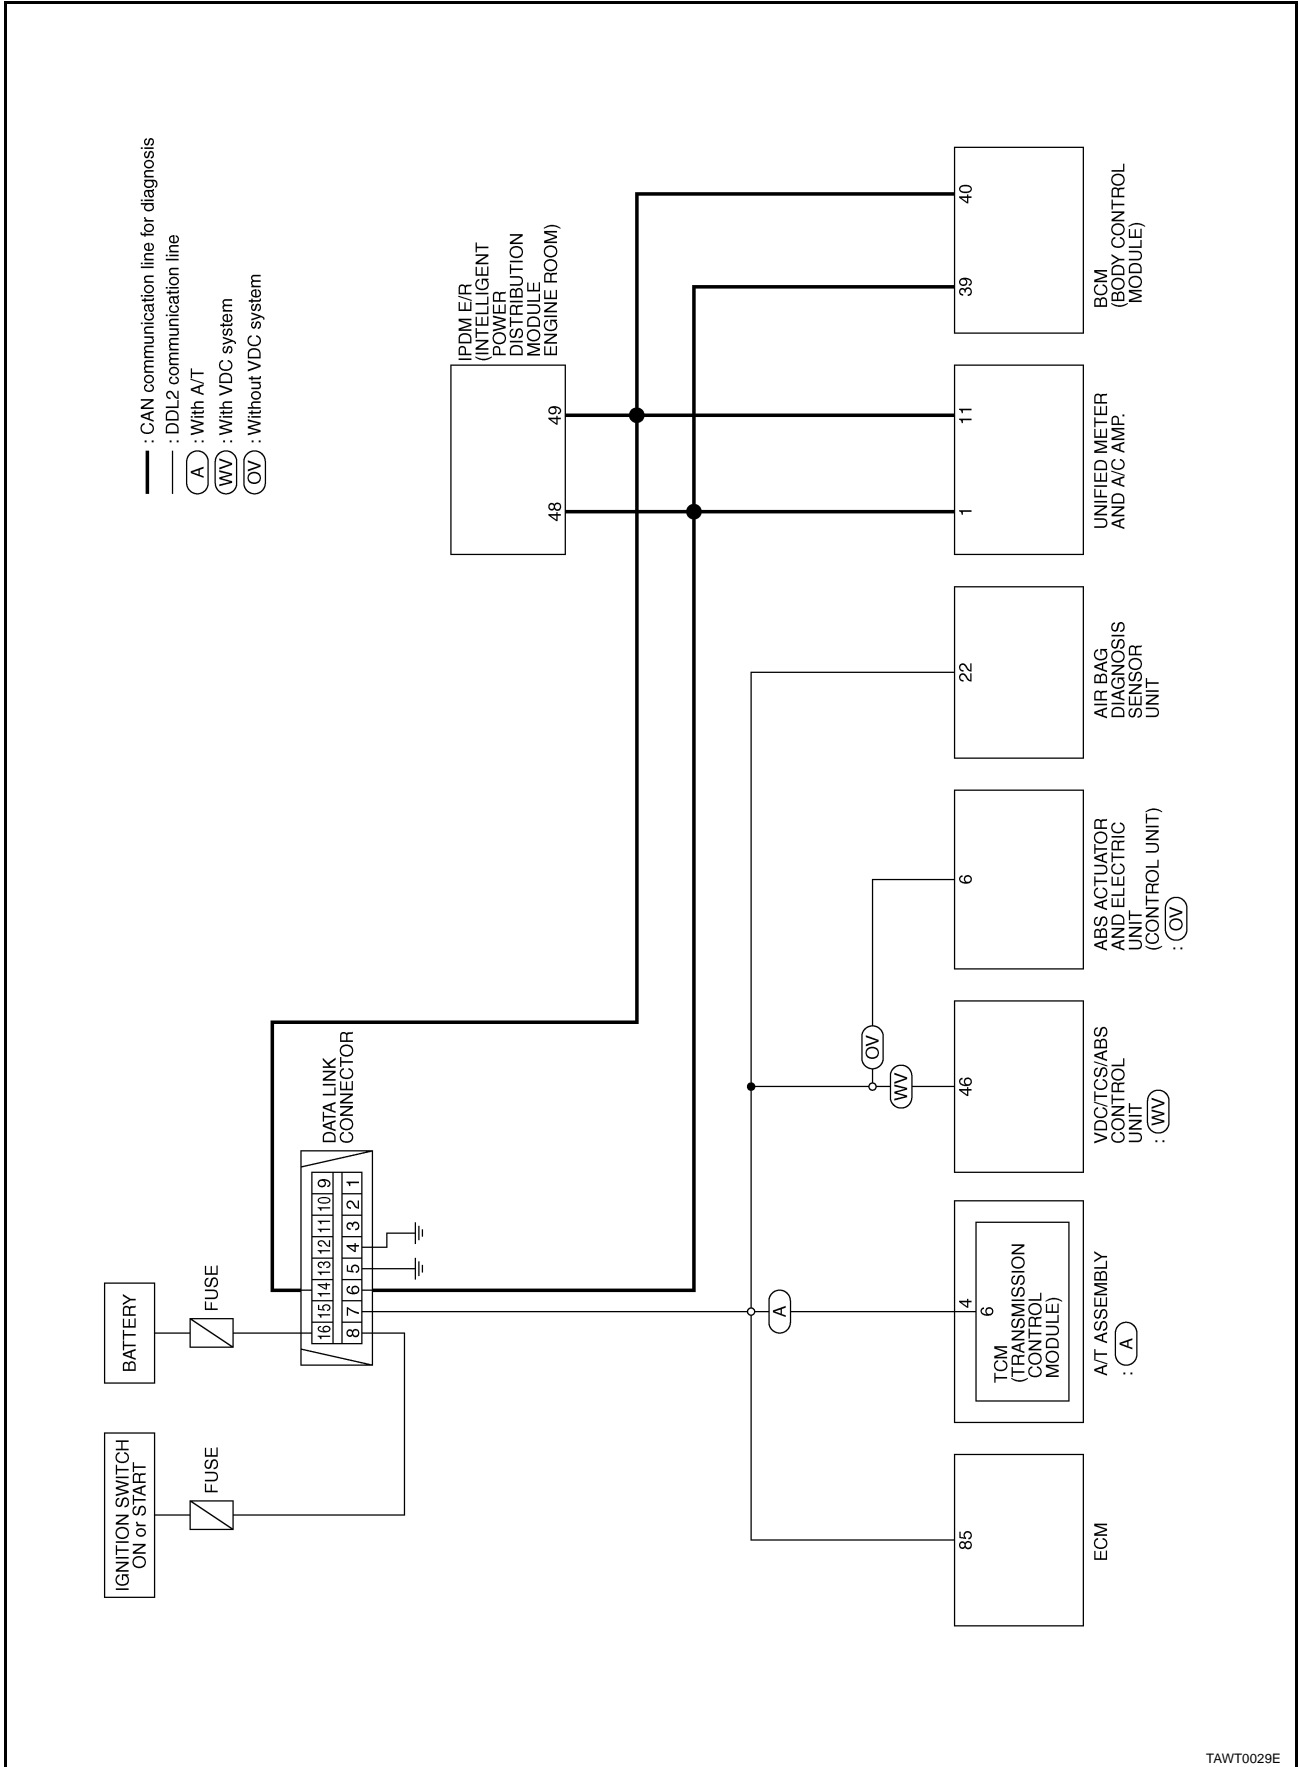 : CAN communication line for diagnosis
: DDL2 communication line
A : With A/T
WV : With VDC system
OV : Without VDC system
IGNITION SWITCH
ON or START
BATTERY
FUSE
FUSE
DATA LINK
CONNECTOR
16 15 14 13 12 11 10 9
8 7 6 5 4 3 2 1
IPDM E/R
(INTELLIGENT
POWER
DISTRIBUTION
MODULE
ENGINE ROOM)
48 49
A
WV
OV
85
ECM
4
6
TCM
(TRANSMISSION
CONTROL
MODULE)
A/T ASSEMBLY
: A
46
VDC/TCS/ABS
CONTROL
UNIT
: WV
6
ABS ACTUATOR
AND ELECTRIC
UNIT
(CONTROL UNIT)
: OV
22
AIR BAG
DIAGNOSIS
SENSOR
UNIT
1 11
UNIFIED METER
AND A/C AMP.
39 40
BCM
(BODY CONTROL
MODULE)
TAWT0029E